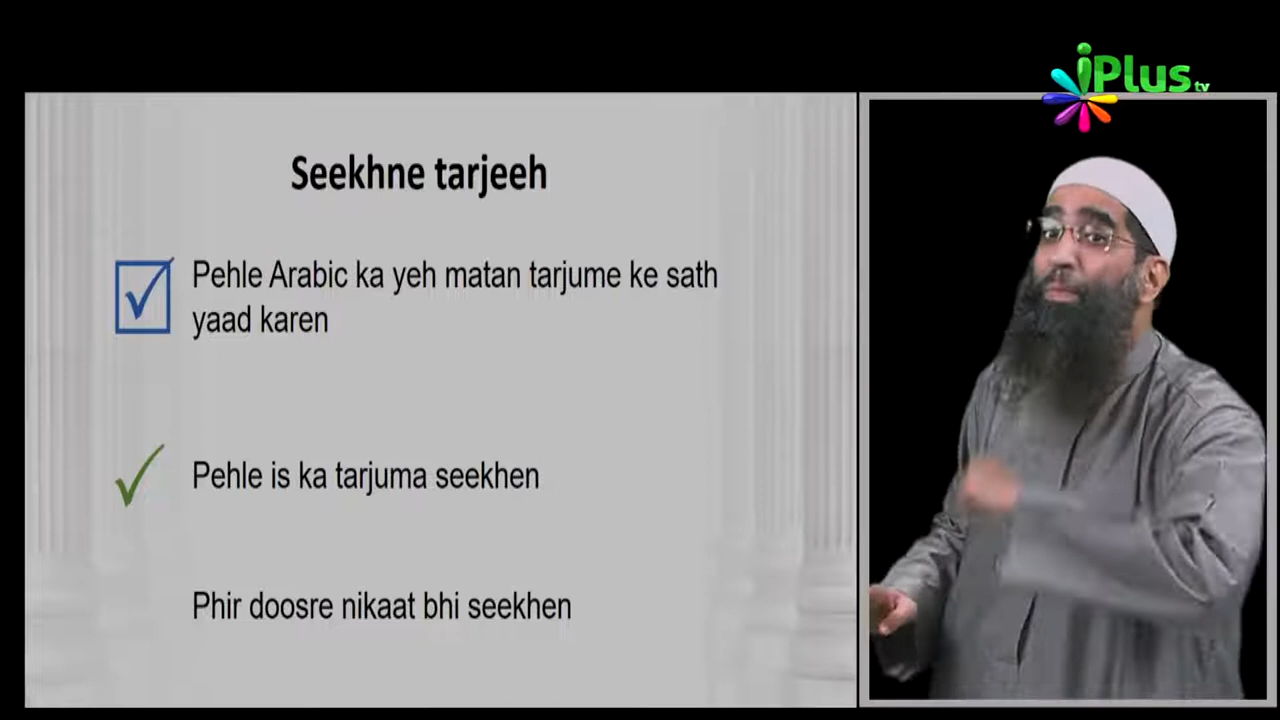 iPlus tv
Seekhne tarjeeh
Pehle Arabic ka yeh matan tarjume ke sath
yaad karen
Pehle is ka tarjuma seekhen
Phir doosre nikaat bhi seekhen